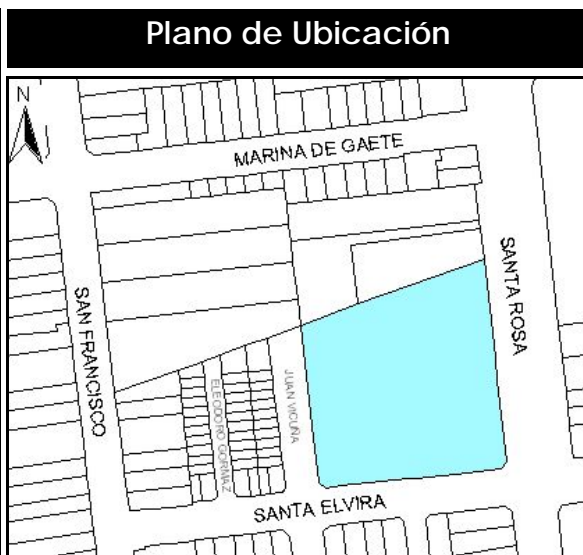 Plano de Ubicación
N
MARINA DE GAETE
SAN FRANCISCO
SANTA ROSA
ELEODORO GORMAZ
JUAN VICUÑA
SANTA ELVIRA